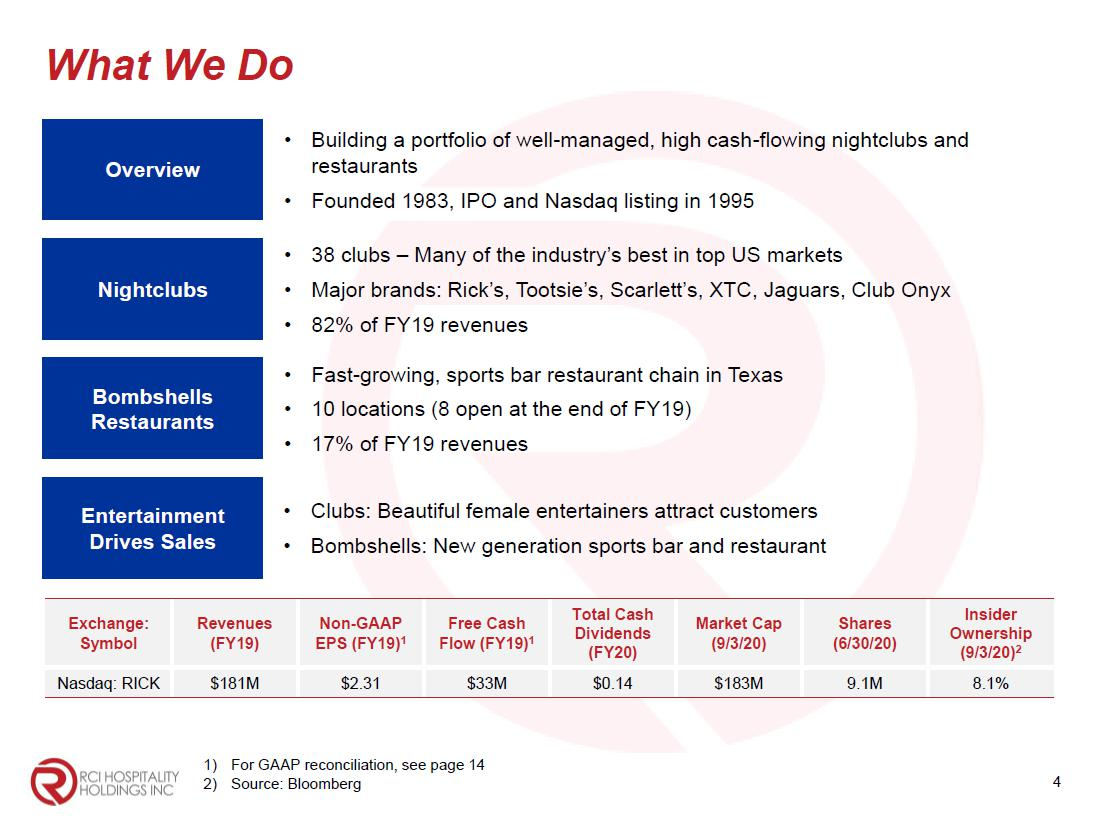 What We Do
Overview
• Building a portfolio of well-managed, high cash-flowing nightclubs and
restaurants
• Founded 1983, IPO and Nasdaq listing in 1995
Nightclubs
• 38 clubs – Many of the industry’s best in top US markets
• Major brands: Rick’s, Tootsie’s, Scarlett’s, XTC, Jaguars, Club Onyx
• 82% of FY19 revenues
Bombshells
Restaurants
• Fast-growing, sports bar restaurant chain in Texas
• 10 locations (8 open at the end of FY19)
• 17% of FY19 revenues
Entertainment
Drives Sales
• Clubs: Beautiful female entertainers attract customers
• Bombshells: New generation sports bar and restaurant
Exchange:
Symbol
Revenues
(FY19)
Non-GAAP
EPS (FY19)¹
Free Cash
Flow (FY19)¹
Total Cash
Dividends
(FY20)
Market Cap
(9/3/20)
Shares
(6/30/20)
Insider
Ownership
(9/3/20)²
Nasdaq: RICK $181M $2.31 $33M $0.14 $183M 9.1M 8.1%
1) For GAAP reconciliation, see page 14
2) Source: Bloomberg
RCI HOSPITALITY
HOLDINGS INC
4